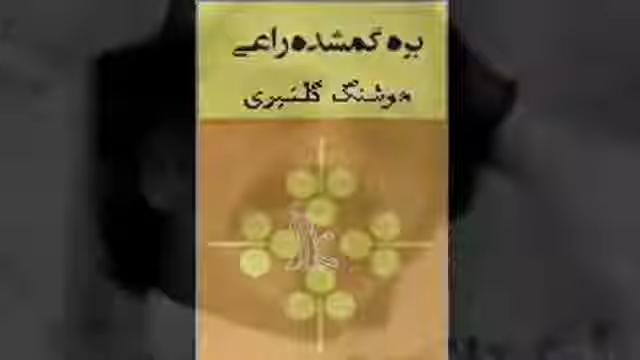 بره گمشده راعی
هوشنگ گلشیری